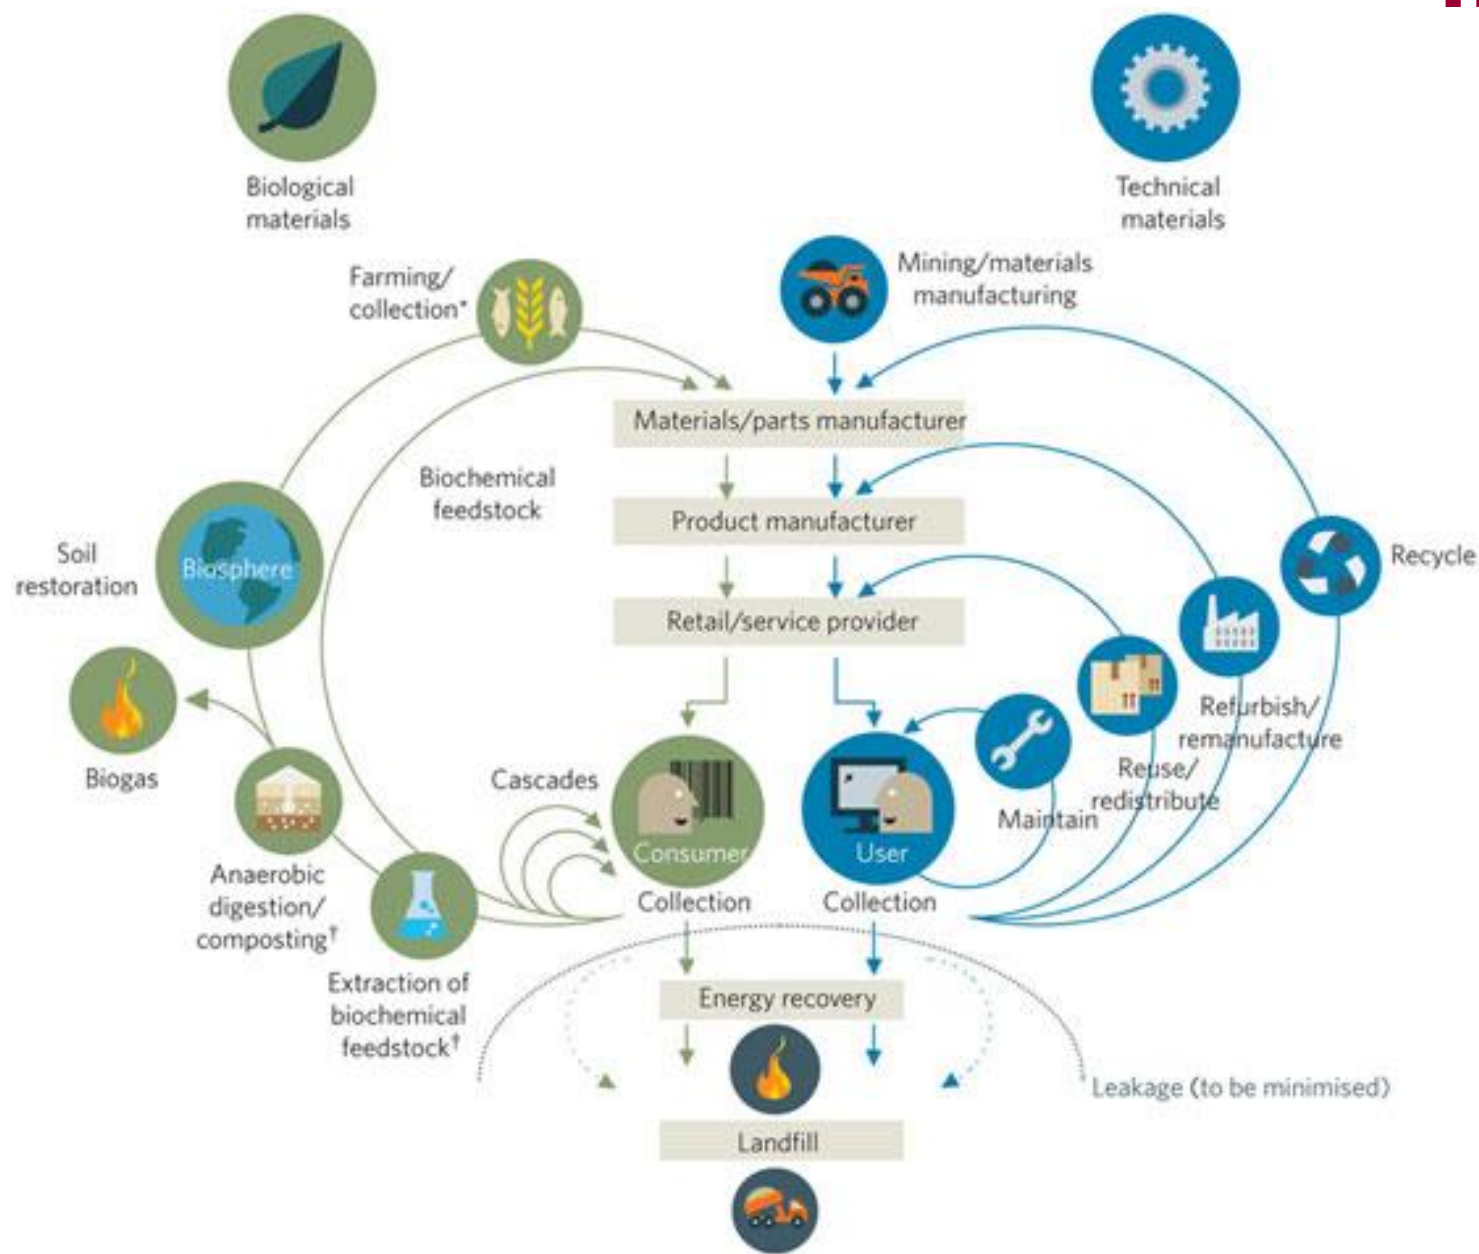 Biological
materials
Technical
materials
Farming/
collection*
Mining/materials
manufacturing
Materials/parts manufacturer
Biochemical
feedstock
Product manufacturer
Soil
restoration
Biosphere
Recycle
Retail/service provider
Biogas
Refurbish/
remanufacture
Reuse/
redistribute
Maintain
Cascades
Consumer
User
Collection
Collection
Anaerobic
digestion/
composting†
Extraction of
biochemical
feedstock†
Energy recovery
Leakage (to be minimised)
Landfill